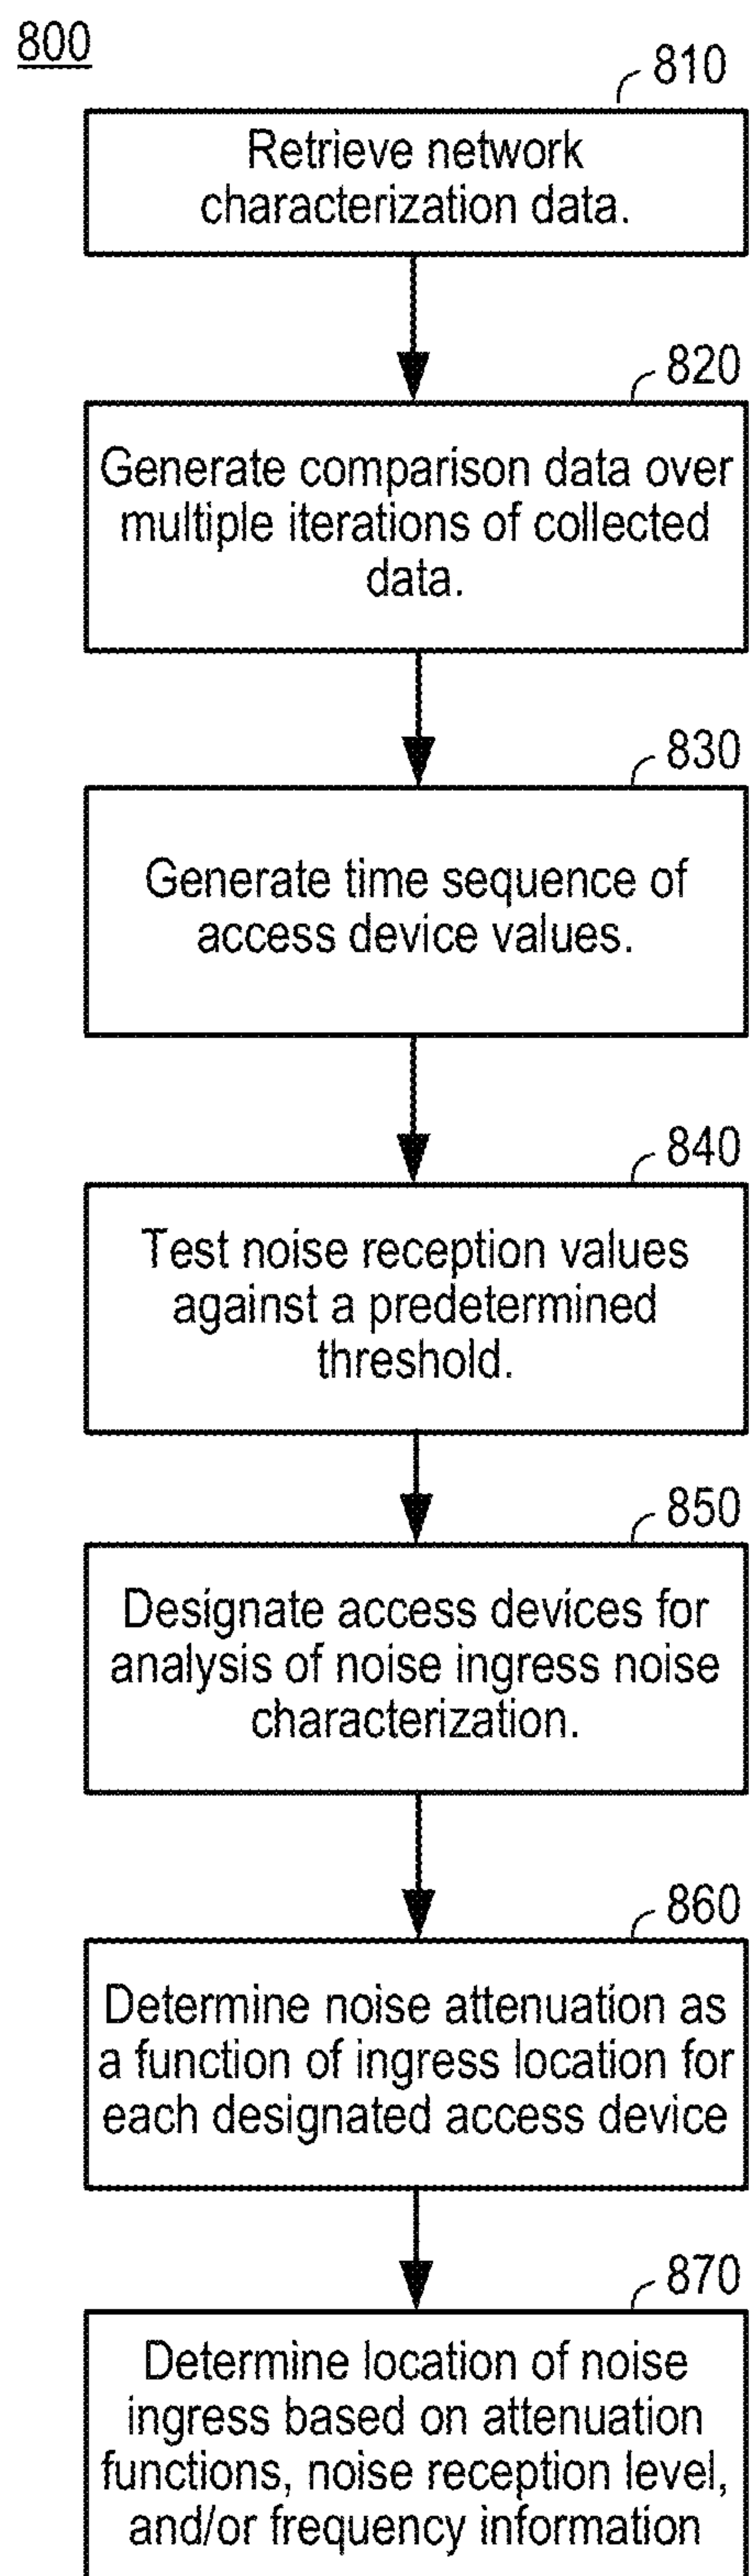 800
810
Retrieve network
characterization data.
820
Generate comparison data over
multiple iterations of collected
data.
830
Generate time sequence of
access device values.
840
Test noise reception values
against a predetermined
threshold.
850
Designate access devices for
analysis of noise ingress noise
characterization.
860
Determine noise attenuation as
a function of ingress location for
each designated access device
870
Determine location of noise
ingress based on attenuation
functions, noise reception level,
and/or frequency information